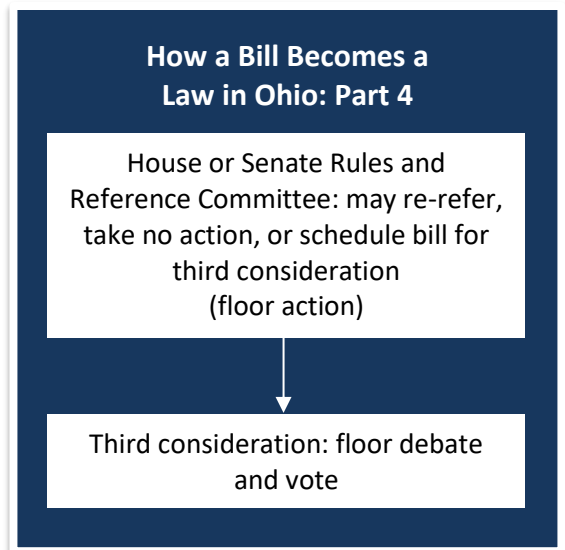 How a Bill Becomes a
Law in Ohio: Part 4
House or Senate Rules and
Reference Committee: may re-refer,
take no action, or schedule bill for
third consideration
(floor action)
Third consideration: floor debate
and vote